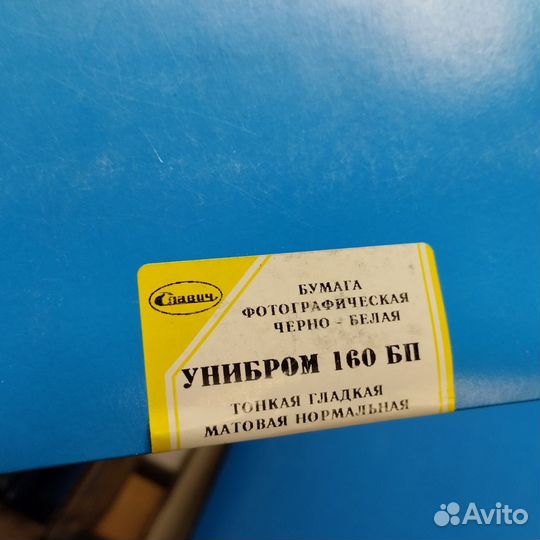 Славич
БУМАГА
ФОТОГРАФИЧЕСКАЯ
ЧЕРНО - БЕЛАЯ
УНИБРОМ 160 БП
ТОНКАЯ ГЛАДКАЯ
МАТОВАЯ НОРМАЛЬНАЯ
Avito